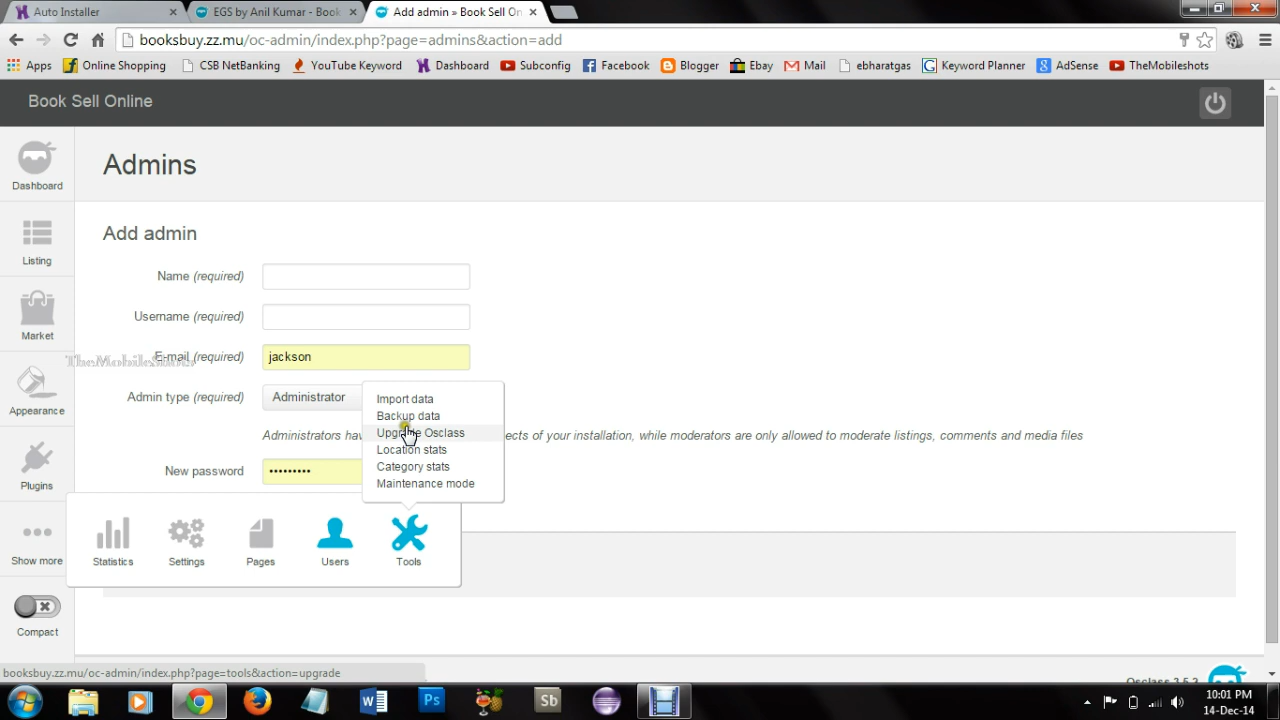 Auto Installer
EGS by Anil Kumar - Book
Add admin » Book Sell On
booksbuy.zz.mu/oc-admin/index.php?page=admins&action=add
Apps
Online Shopping
CSB NetBanking
YouTube Keyword
Dashboard
Subconfig
Facebook
Blogger
Ebay
Mail
ebharatgas
Keyword Planner
AdSense
TheMobileshots
Book Sell Online
Dashboard
Listing
Market
Appearance
Plugins
Show more
Compact
Admins
Add admin
Name (required)
Username (required)
E-mail (required)
jackson
Admin type (required)
Administrator
Administrators hav
ects of your installation, while moderators are only allowed to moderate listings, comments and media files
New password
•••••••••
Import data
Backup data
Upgrade Osclass
Location stats
Category stats
Maintenance mode
Statistics
Settings
Pages
Users
Tools
booksbuy.zz.mu/oc-admin/index.php?page=tools&action=upgrade
W
Ps
Sb
10:01 PM
14-Dec-14